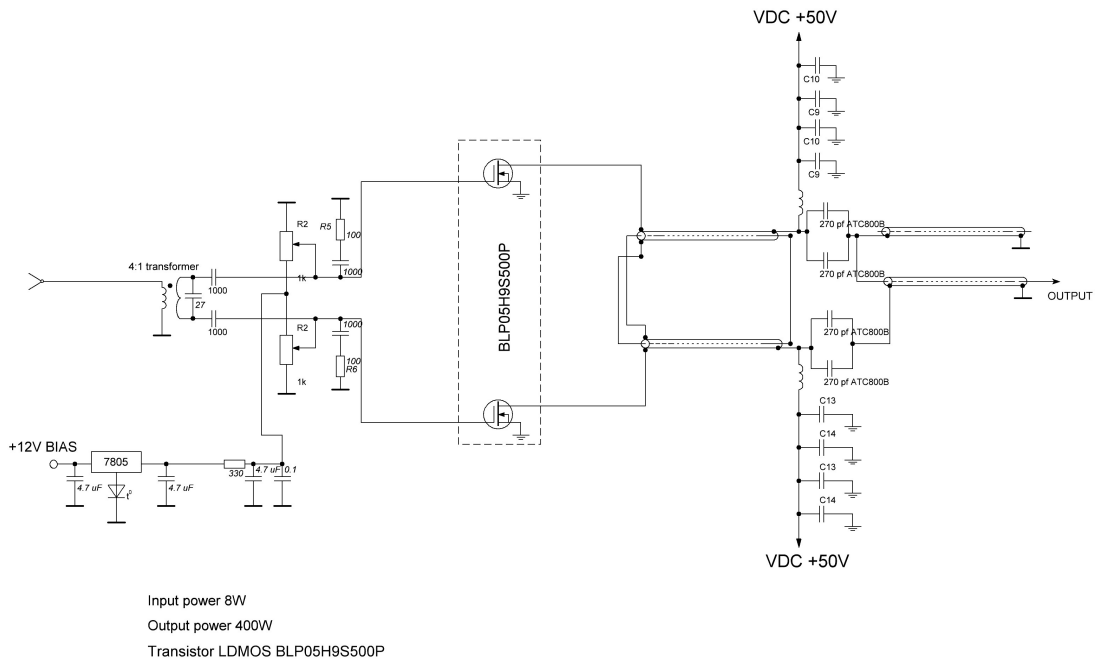 VDC +50V
C10
C9
C10
C9
270 pf ATC800B
270 pf ATC800B
OUTPUT
270 pf ATC800B
270 pf ATC800B
C13
C14
C13
C14
VDC +50V
BLP05H9S500P
R2
1k
R5
100
1000
4:1 transformer
1000
27
1000
R2
1k
1000
100
R6
+12V BIAS
7805
4.7 uF
t°
4.7 uF
330
4.7 uF
0.1
Input power 8W
Output power 400W
Transistor LDMOS BLP05H9S500P